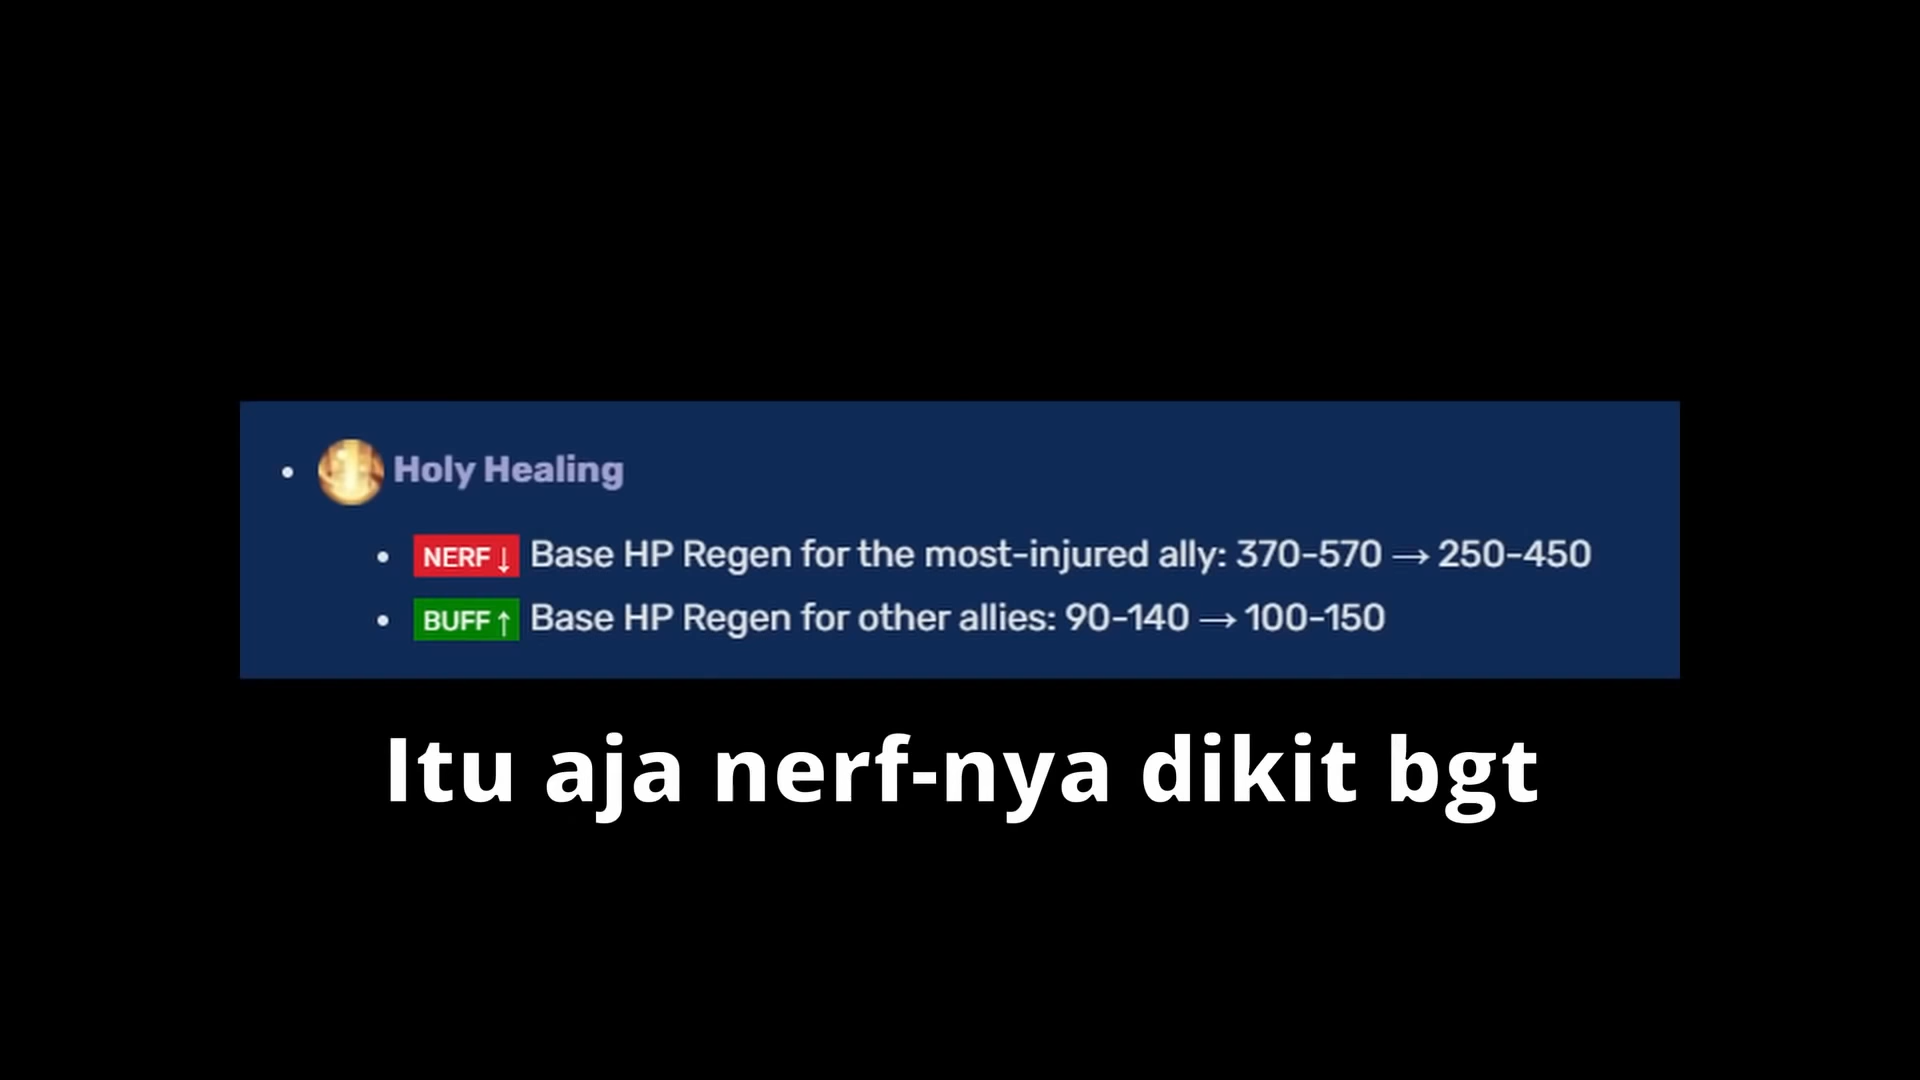 Holy Healing
NERF↓ Base HP Regen for the most-injured ally: 370-570 → 250-450
BUFF↑ Base HP Regen for other allies: 90-140 → 100-150
Itu aja nerf-nya dikit bgt